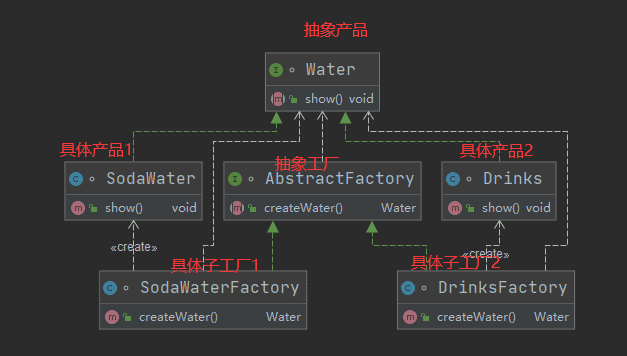 抽象产品
Water
show() void
具体产品1
抽象工厂
具体产品2
SodaWater
AbstractFactory
Drinks
show() void
createWater() Water
show() void
«create»
«create»
具体子工厂1
具体子工厂2
SodaWaterFactory
DrinksFactory
createWater() Water
createWater() Water